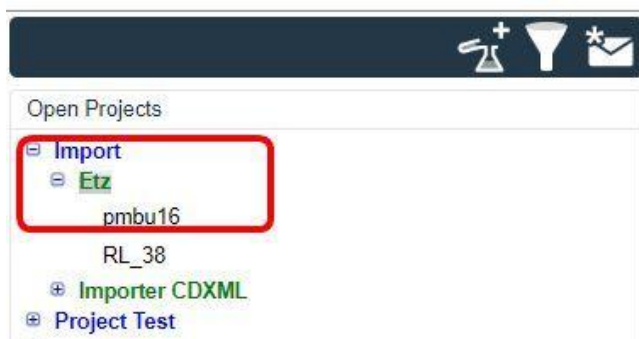 Open Projects
Import
Etz
pmbu16
RL_38
Importer CDXML
Project Test